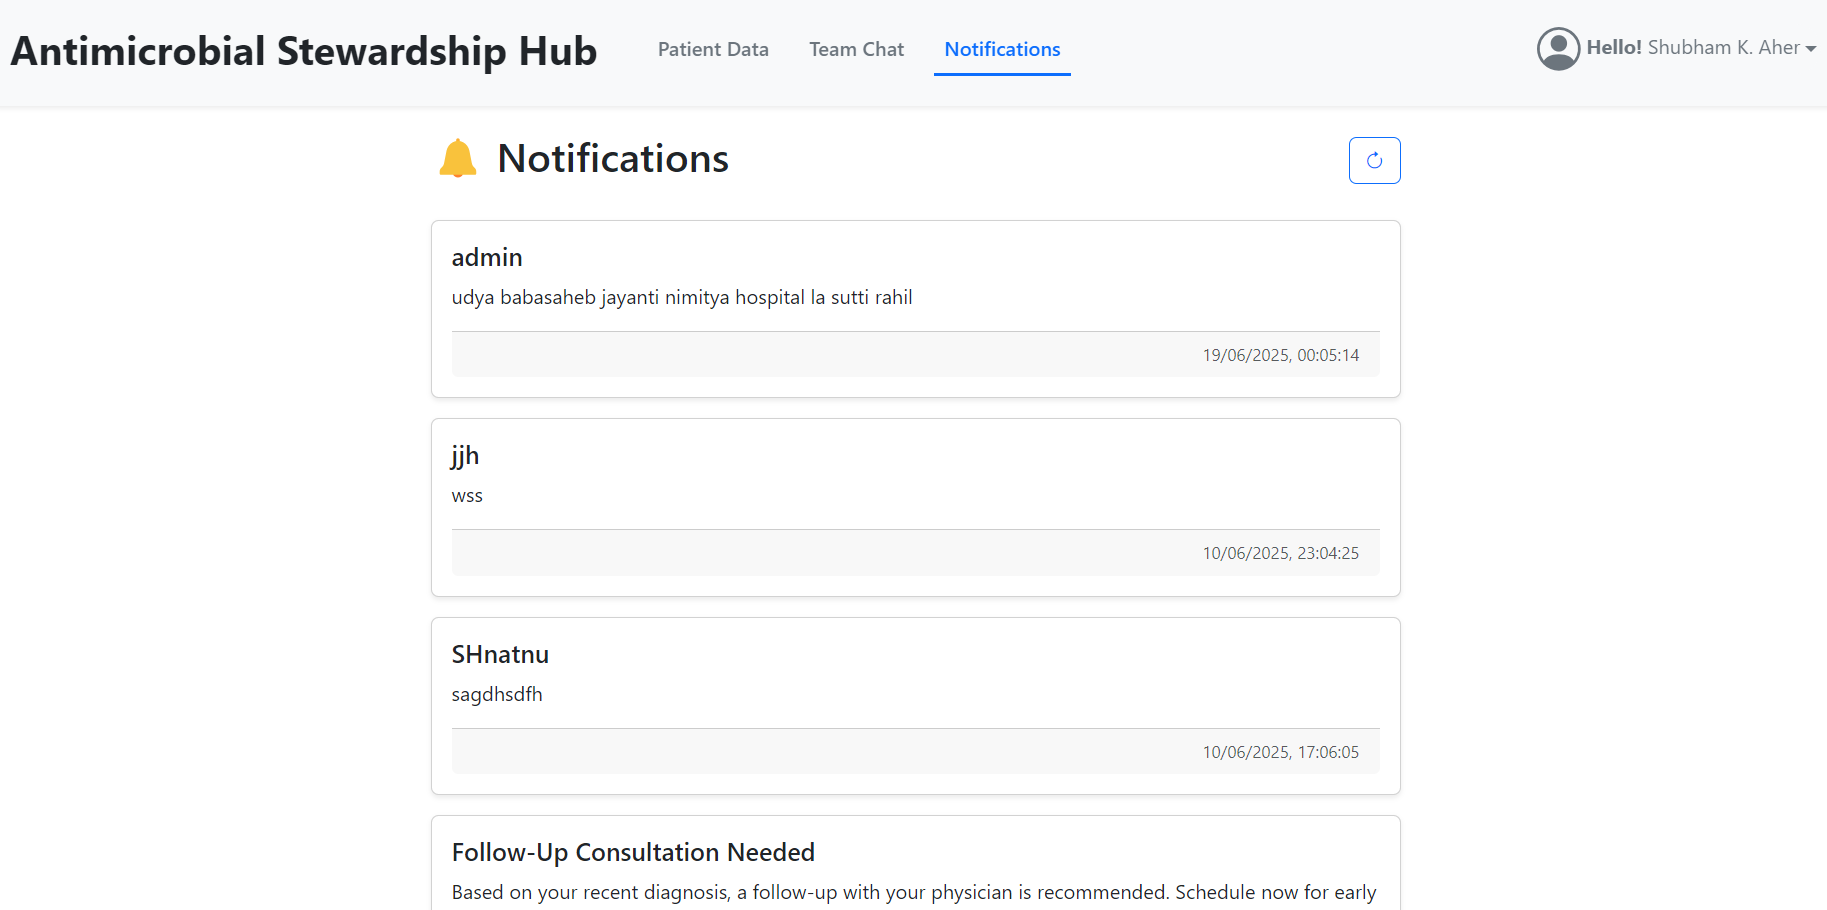 Antimicrobial Stewardship Hub
Patient Data
Team Chat
Notifications
Hello! Shubham K. Aher
Notifications
admin
udya babasaheb jayanti nimitya hospital la sutti rahil
19/06/2025, 00:05:14
jjh
wss
10/06/2025, 23:04:25
SHnatnu
sagdhsdfh
10/06/2025, 17:06:05
Follow-Up Consultation Needed
Based on your recent diagnosis, a follow-up with your physician is recommended. Schedule now for early